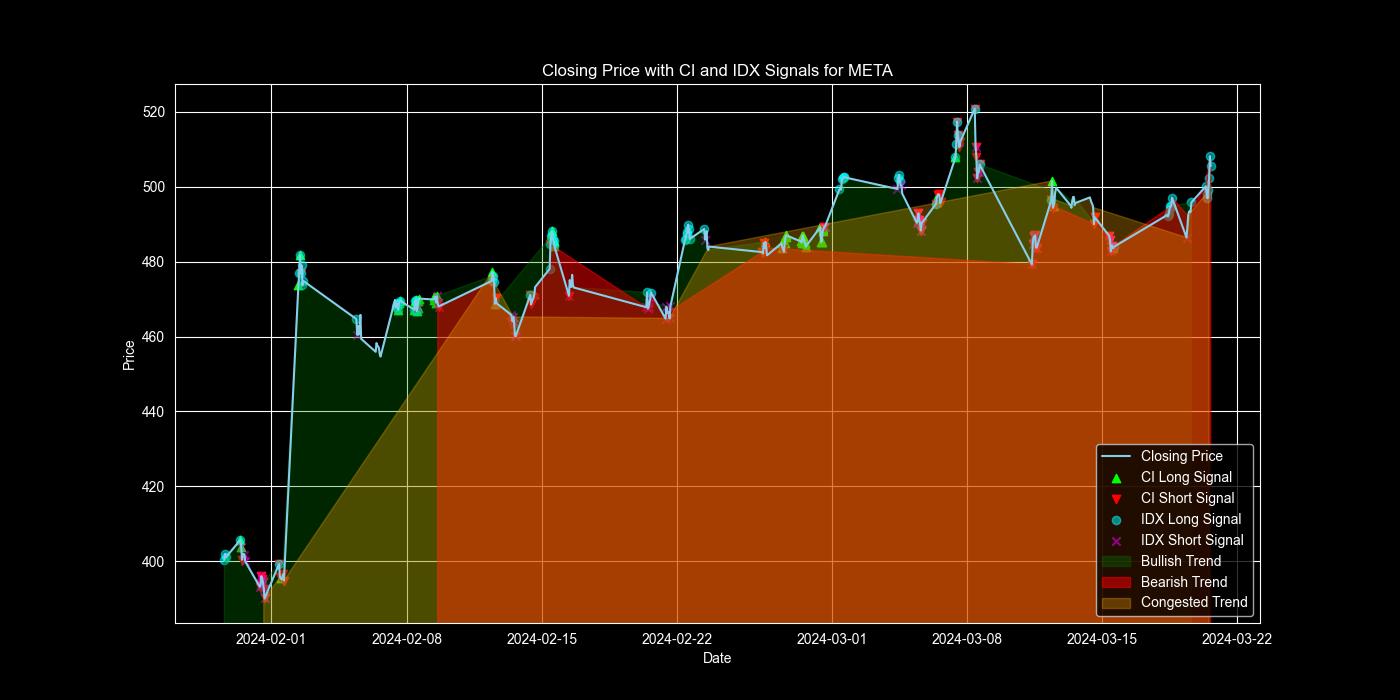 Closing Price with CI and IDX Signals for META
520
500
480
460
440
420
400
Price
2024-02-01
2024-02-08
2024-02-15
2024-02-22
2024-03-01
2024-03-08
2024-03-15
2024-03-22
Date
Closing Price
CI Long Signal
CI Short Signal
IDX Long Signal
IDX Short Signal
Bullish Trend
Bearish Trend
Congested Trend